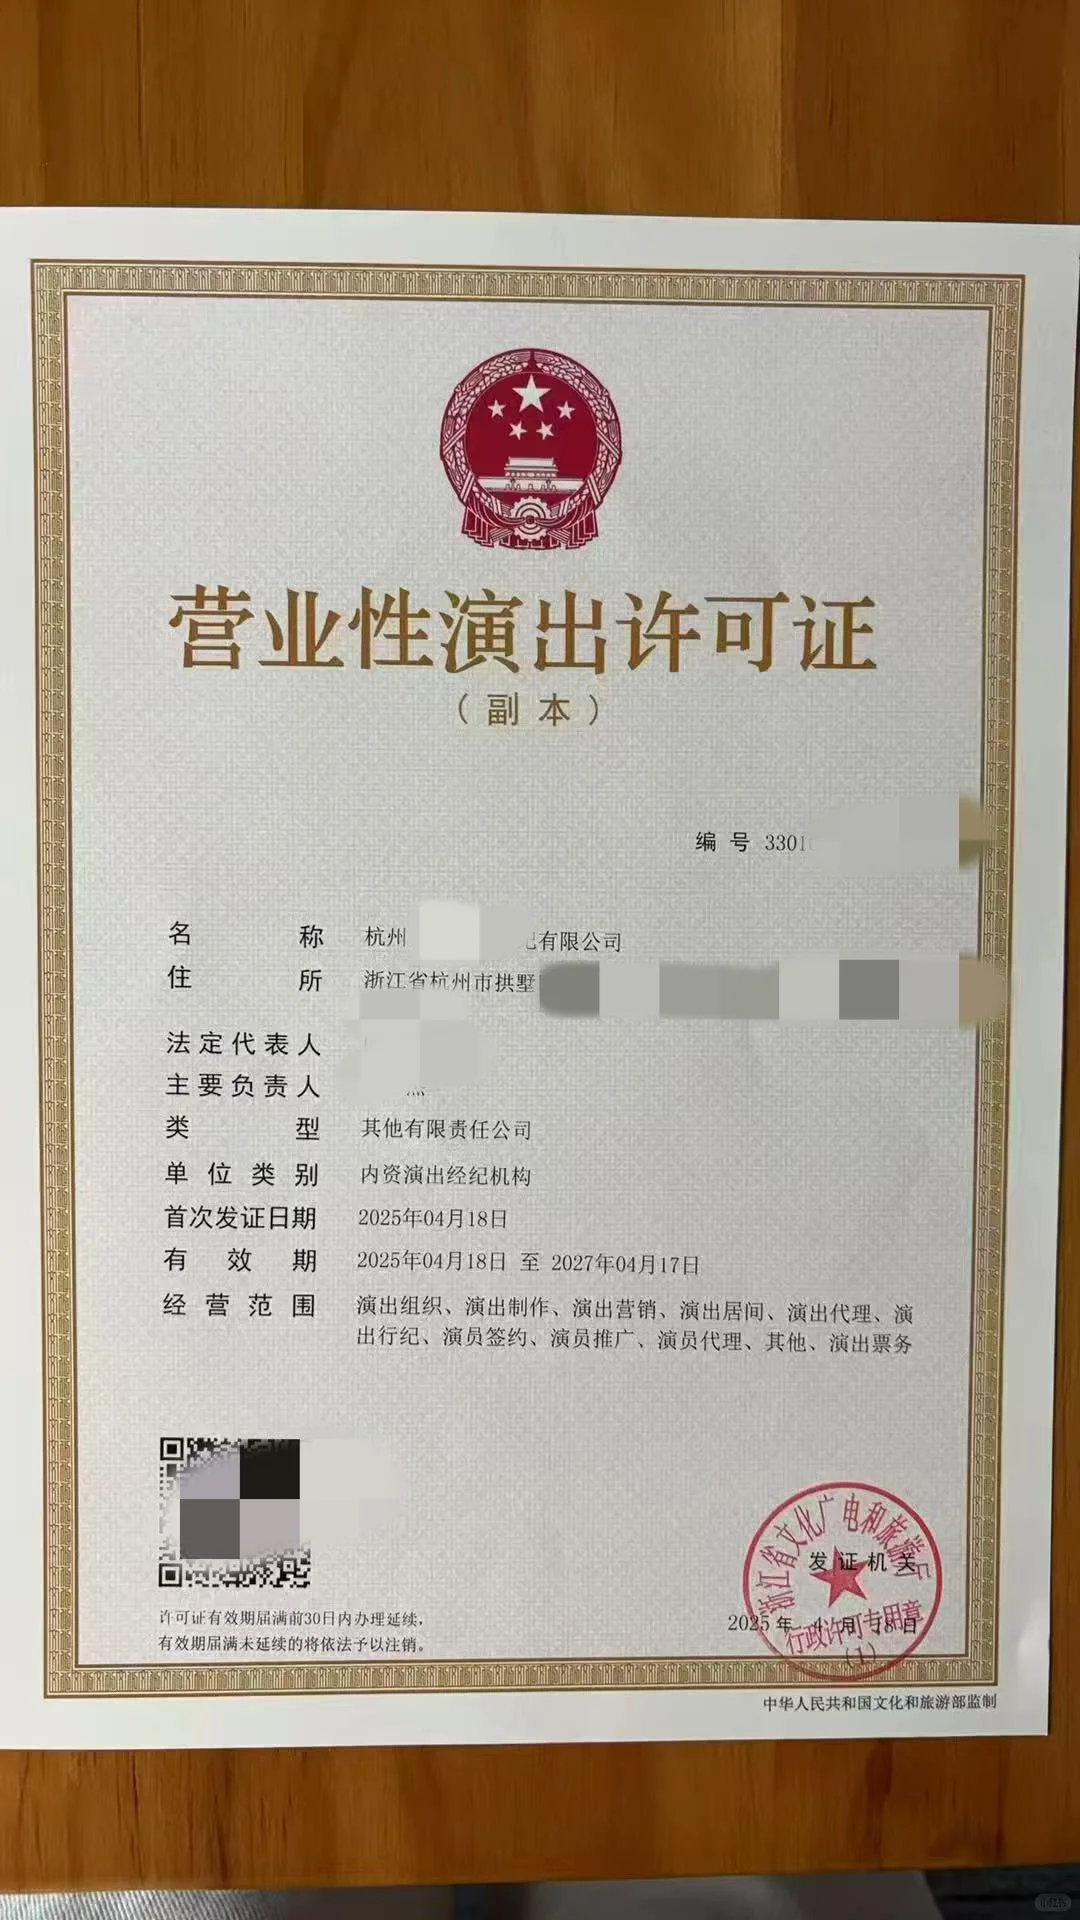 营业性演出许可证
（副本）
编号 3301
名称 杭州 有限公司
住所 浙江省杭州市拱墅
法定代表人
主要负责人
类型 其他有限责任公司
单位类别 内资演出经纪机构
首次发证日期 2025年04月18日
有效期 2025年04月18日 至 2027年04月17日
经营范围 演出组织、演出制作、演出营销、演出居间、演出代理、演
出行纪、演员签约、演员推广、演员代理、其他、演出票务
浙江省文化广电和旅游厅
发证机关
2025年 4月 18日
行政许可专用章
（1）
许可证有效期届满前30日内办理延续，
有效期届满未延续的将依法予以注销。
中华人民共和国文化和旅游部监制
小红书